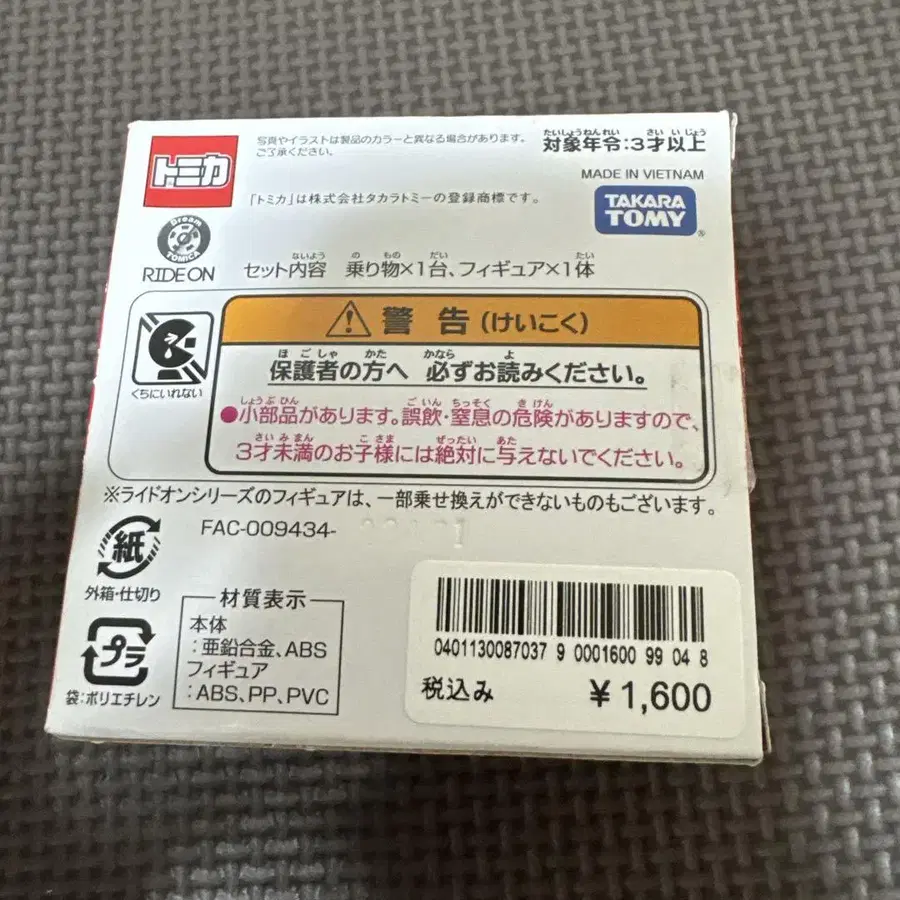 トミカ
写真やイラストは製品のカラーと異なる場合があります。
ご了承ください。
たいしょうねんれい さい いじょう
対象年令:3才以上
MADE IN VIETNAM
「トミカ」は株式会社タカラトミーの登録商標です。
TAKARA
TOMY®
Dream
TOMICA
RIDE ON
ないよう の もの だい たい
セット内容 乗り物×1台、フィギュア×1体
警告(けいこく)
くちにいれない
ほごしゃ かた かなら よ
保護者の方へ 必ずお読みください。
しょうぶひん ごいん ちっそく きけん
●小部品があります。誤飲・窒息の危険がありますので、
さいみまん こさま ぜったい あた
3才未満のお子様には絶対に与えないでください。
※ライドオンシリーズのフィギュアは、一部乗せ換えができないものもございます。
FAC-009434-
紙
外箱・仕切り
プラ
袋:ポリエチレン
材質表示
本体
:亜鉛合金、ABS
フィギュア
:ABS、PP、PVC
0401130087037 9 0001600 99 04 8
税込み ¥1,600